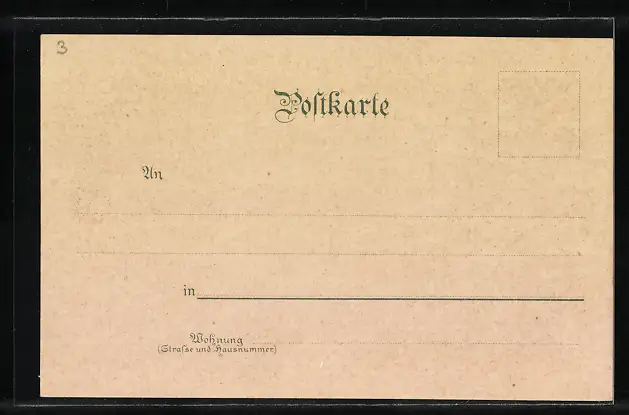 3
Postkarte
An
in
Wohnung
(Straſse und Hausnummer)